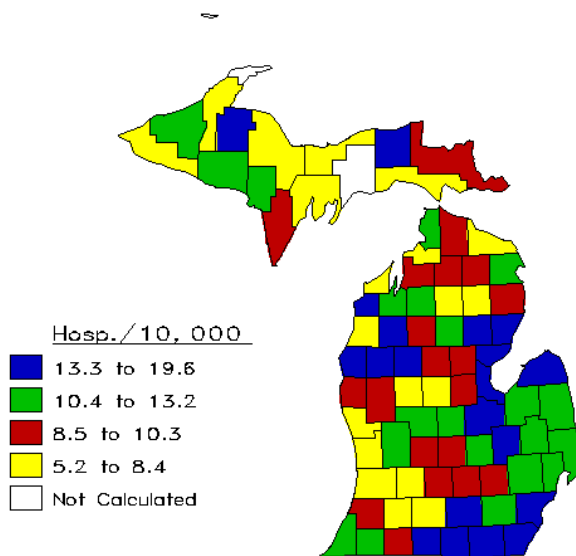 Hosp./10,000
13.3 to 19.6
10.4 to 13.2
8.5 to 10.3
5.2 to 8.4
Not Calculated